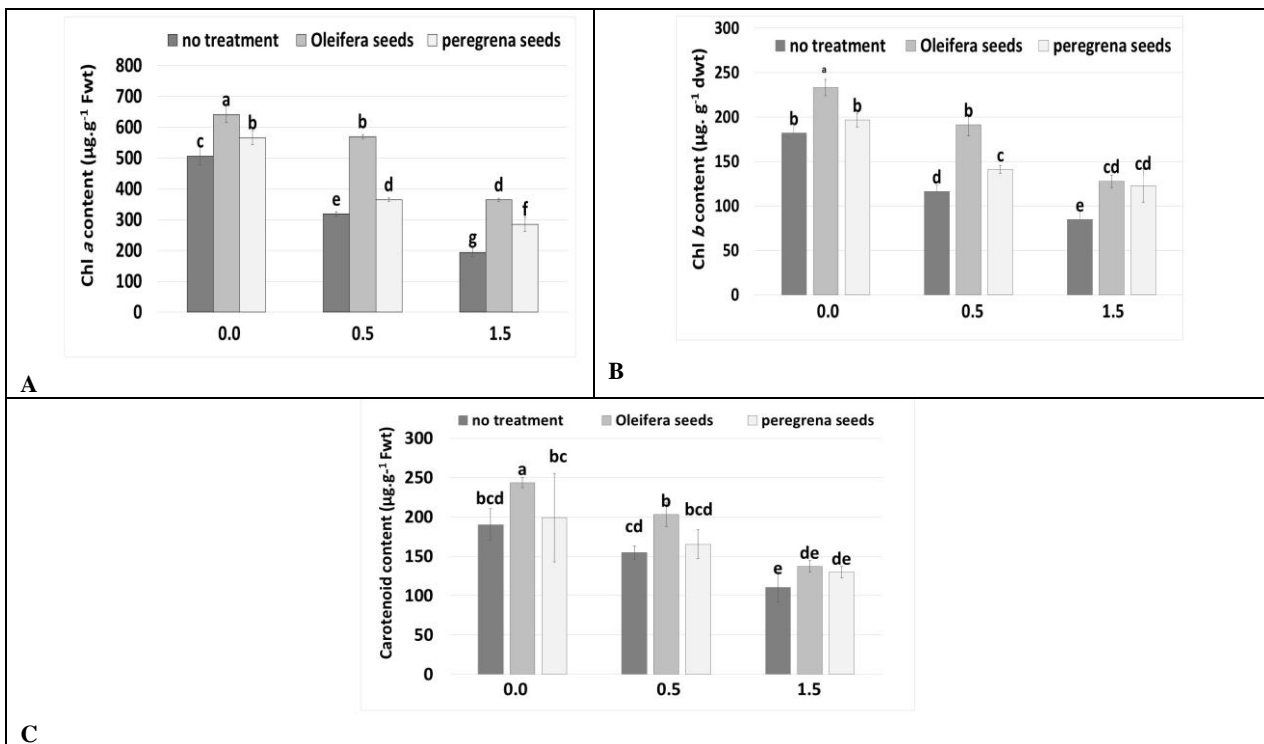 no treatment Oleifera seeds peregrena seeds
Chl a content (µg.g-1 Fwt)
800
700
600
500
400
300
200
100
0
c a b
e b d
g d f
0.0 0.5 1.5
A
no treatment Oleifera seeds peregrena seeds
Chl b content (µg. g-1 dwt)
300
250
200
150
100
50
0
b a b
d b c
e cd cd
0.0 0.5 1.5
B
no treatment Oleifera seeds peregrena seeds
Carotenoid content (µg.g-1 Fwt)
300
250
200
150
100
50
0
bcd a bc
cd b bcd
e de de
0.0 0.5 1.5
C